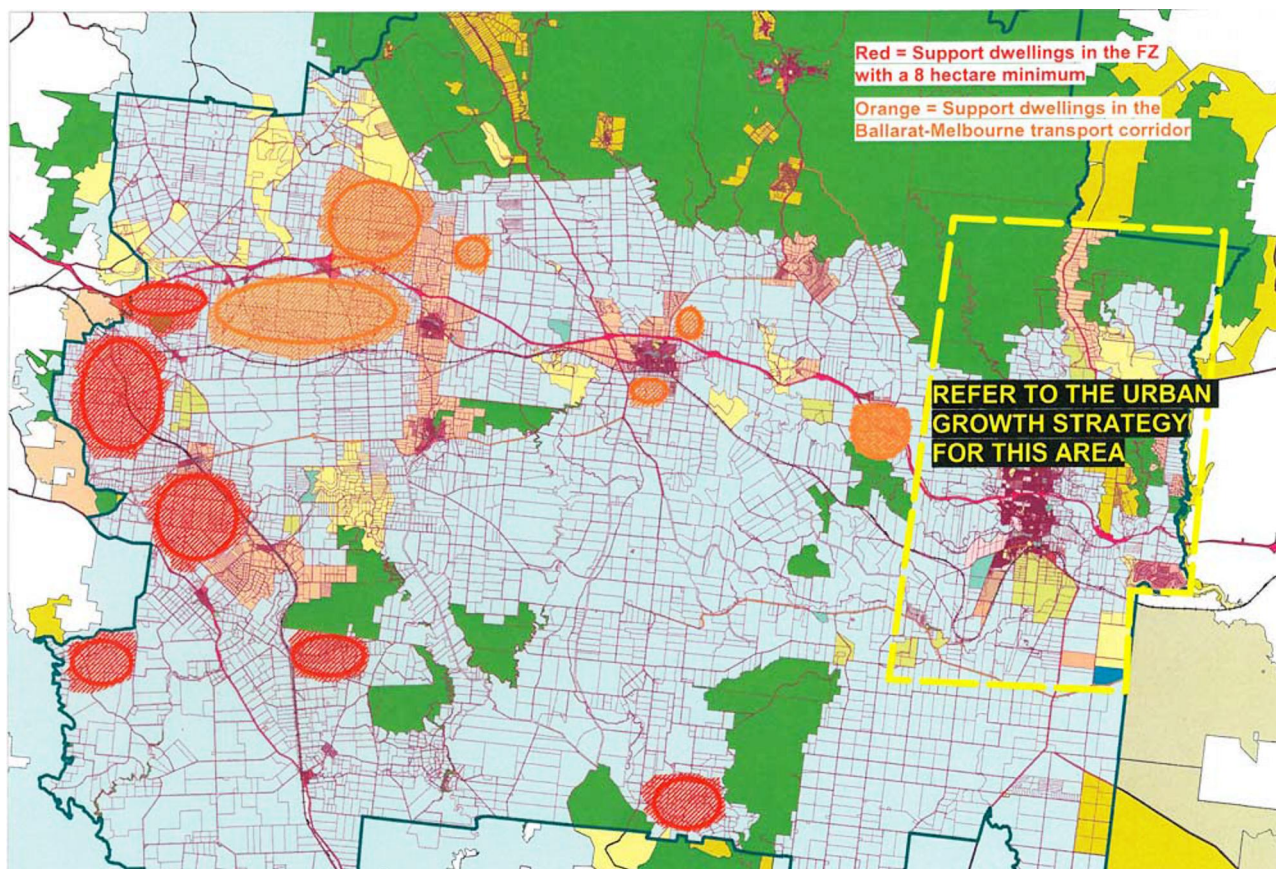 Red = Support dwellings in the FZ
with a 8 hectare minimum
Orange = Support dwellings in the
Ballarat-Melbourne transport corridor
REFER TO THE URBAN
GROWTH STRATEGY
FOR THIS AREA